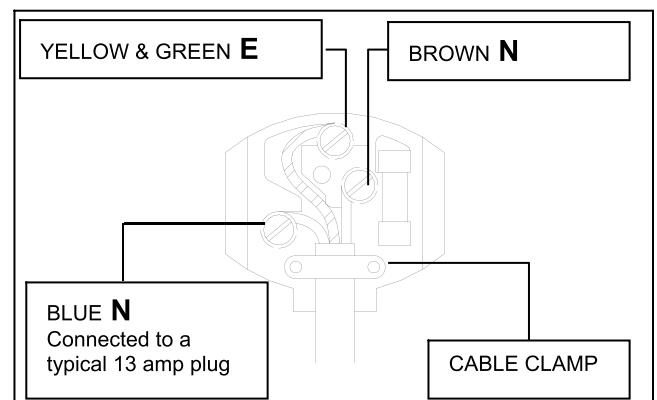 YELLOW & GREEN E
BROWN N
BLUE N
Connected to a
typical 13 amp plug
CABLE CLAMP